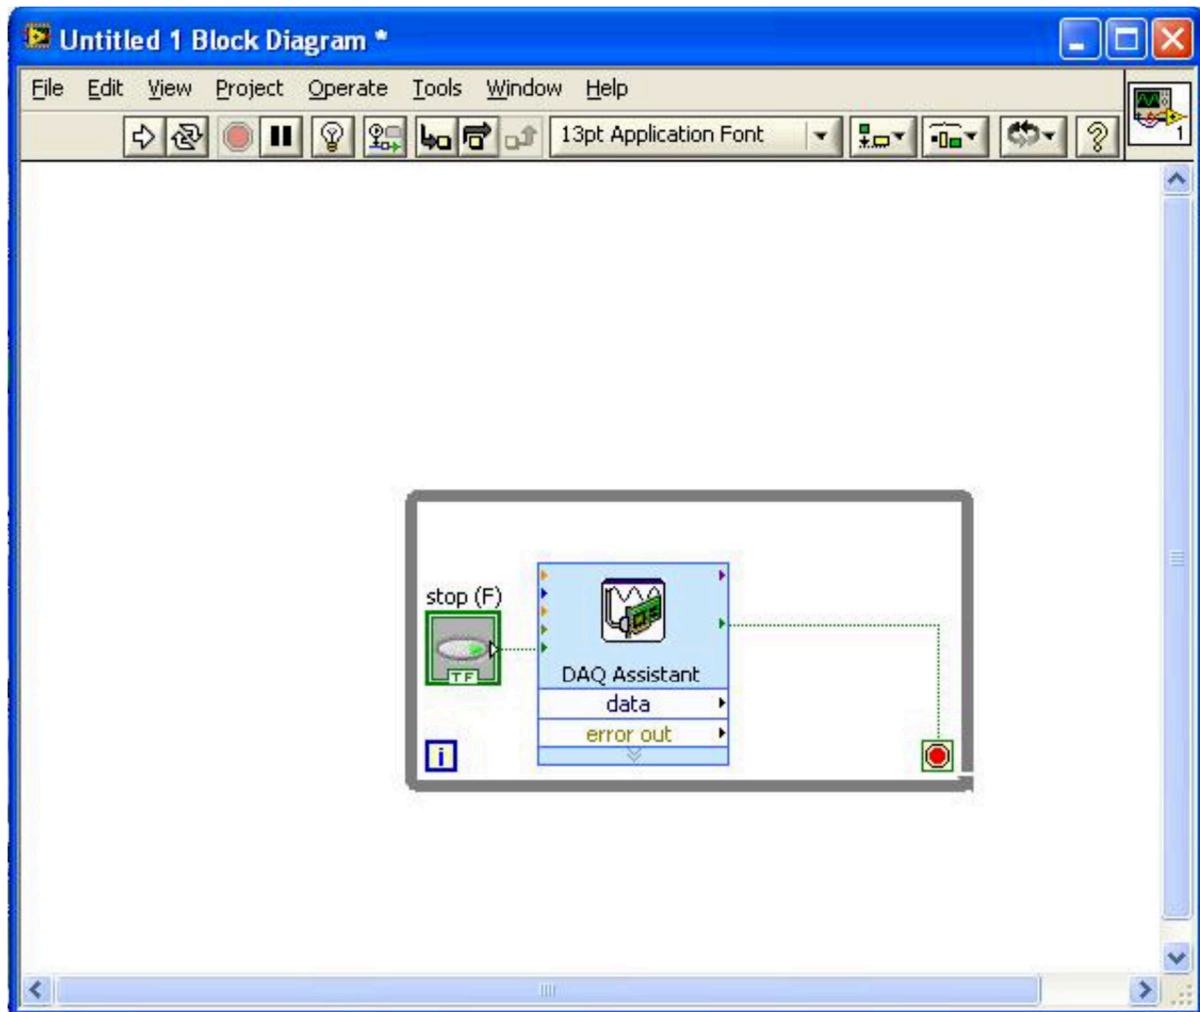 Untitled 1 Block Diagram *
File Edit View Project Operate Tools Window Help
13pt Application Font
1
stop (F)
TF
DAQ Assistant
data
error out
i